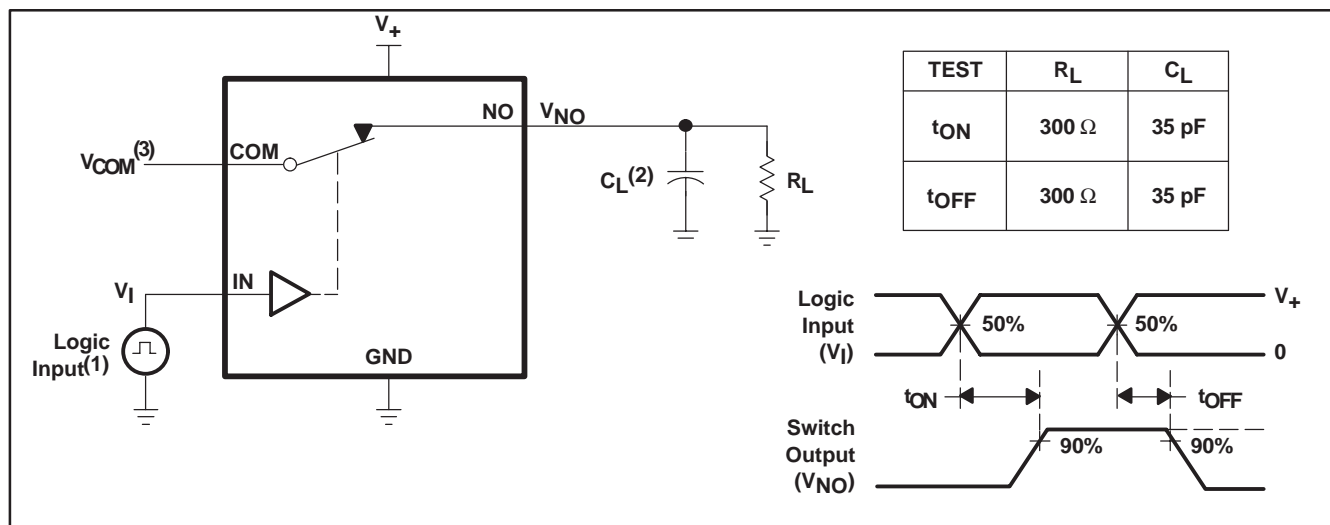 V+
NO
VNO
COM
VCOM(3)
CL(2)
RL
IN
VI
Logic
Input(1)
GND
TEST RL CL
tON 300 Ω 35 pF
tOFF 300 Ω 35 pF
Logic
Input
(VI)
50%
50%
V+
0
tON
tOFF
Switch
Output
(VNO)
90%
90%